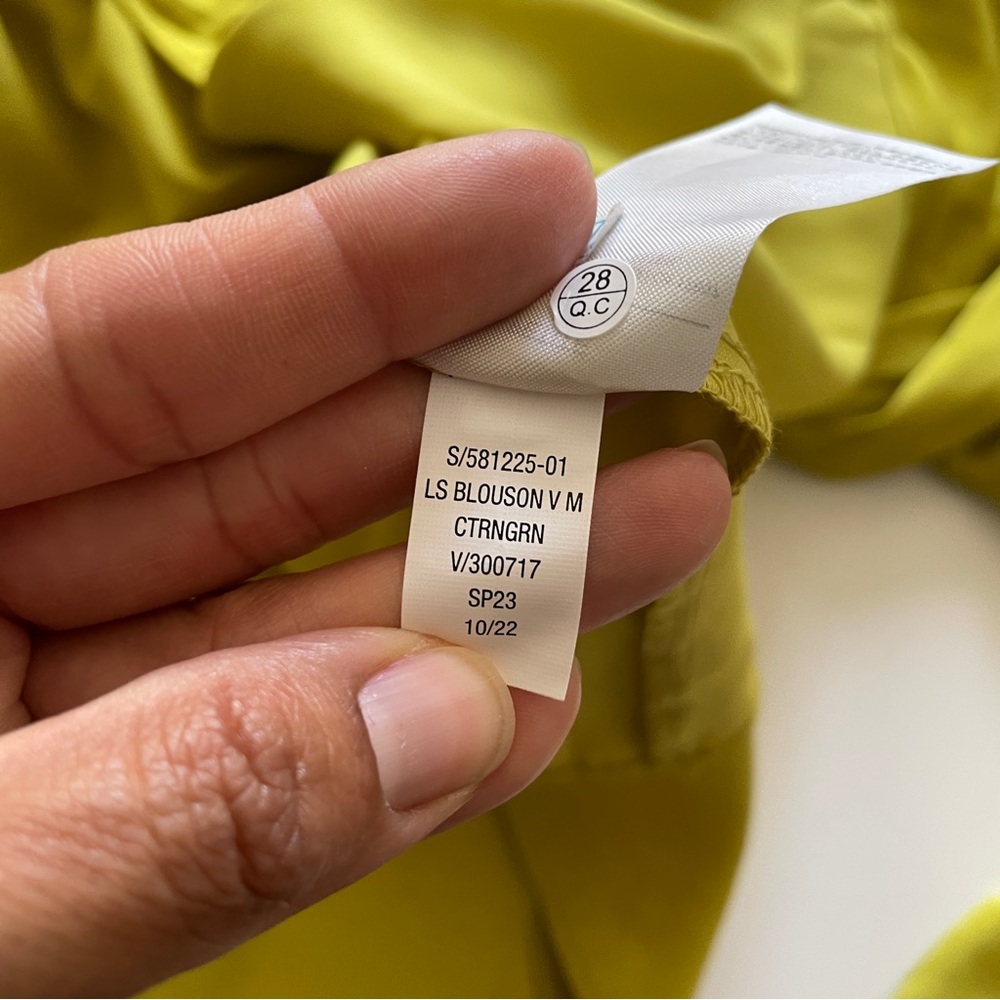 28
Q.C
S/581225-01
LS BLOUSON V M
CTRNGRN
V/300717
SP23
10/22